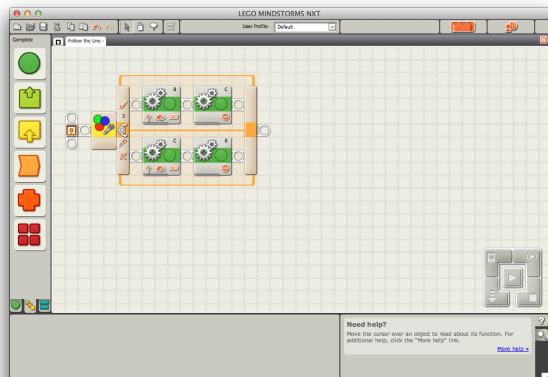 LEGO MINDSTORMS NXT
User Profile: Default
Complete
Follow the Line
B
C
3
C
B
Need help?
Move the cursor over an object to read about its function. For
additional help, click the "More help" link.
More help »